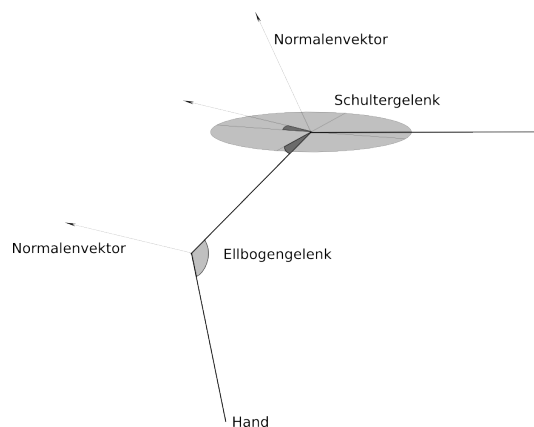 Normalenvektor
Schultergelenk
Normalenvektor
Ellbogengelenk
Hand